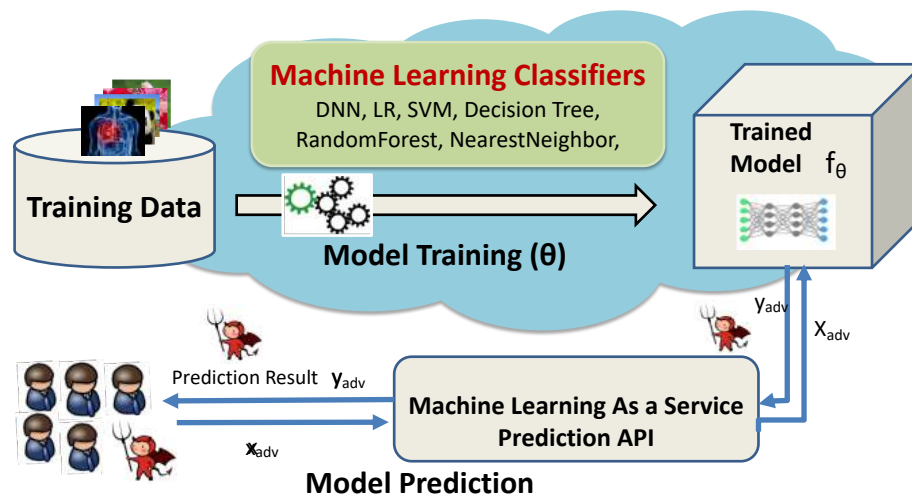 Machine Learning Classifiers
DNN, LR, SVM, Decision Tree,
RandomForest, NearestNeighbor,
Training Data
Model Training (θ)
Trained
Model fθ
yadv
Xadv
Prediction Result yadv
xadv
Machine Learning As a Service
Prediction API
Model Prediction